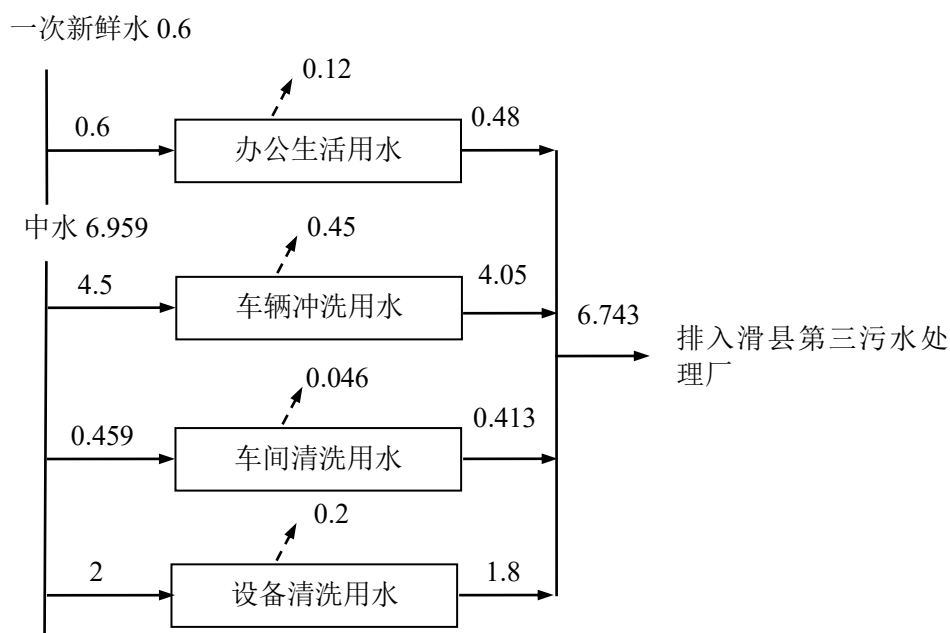 一次新鲜水 0.6
0.12
0.6
办公生活用水
0.48
中水 6.959
0.45
4.5
车辆冲洗用水
4.05
6.743
排入滑县第三污水处
理厂
0.046
0.459
车间清洗用水
0.413
0.2
2
设备清洗用水
1.8